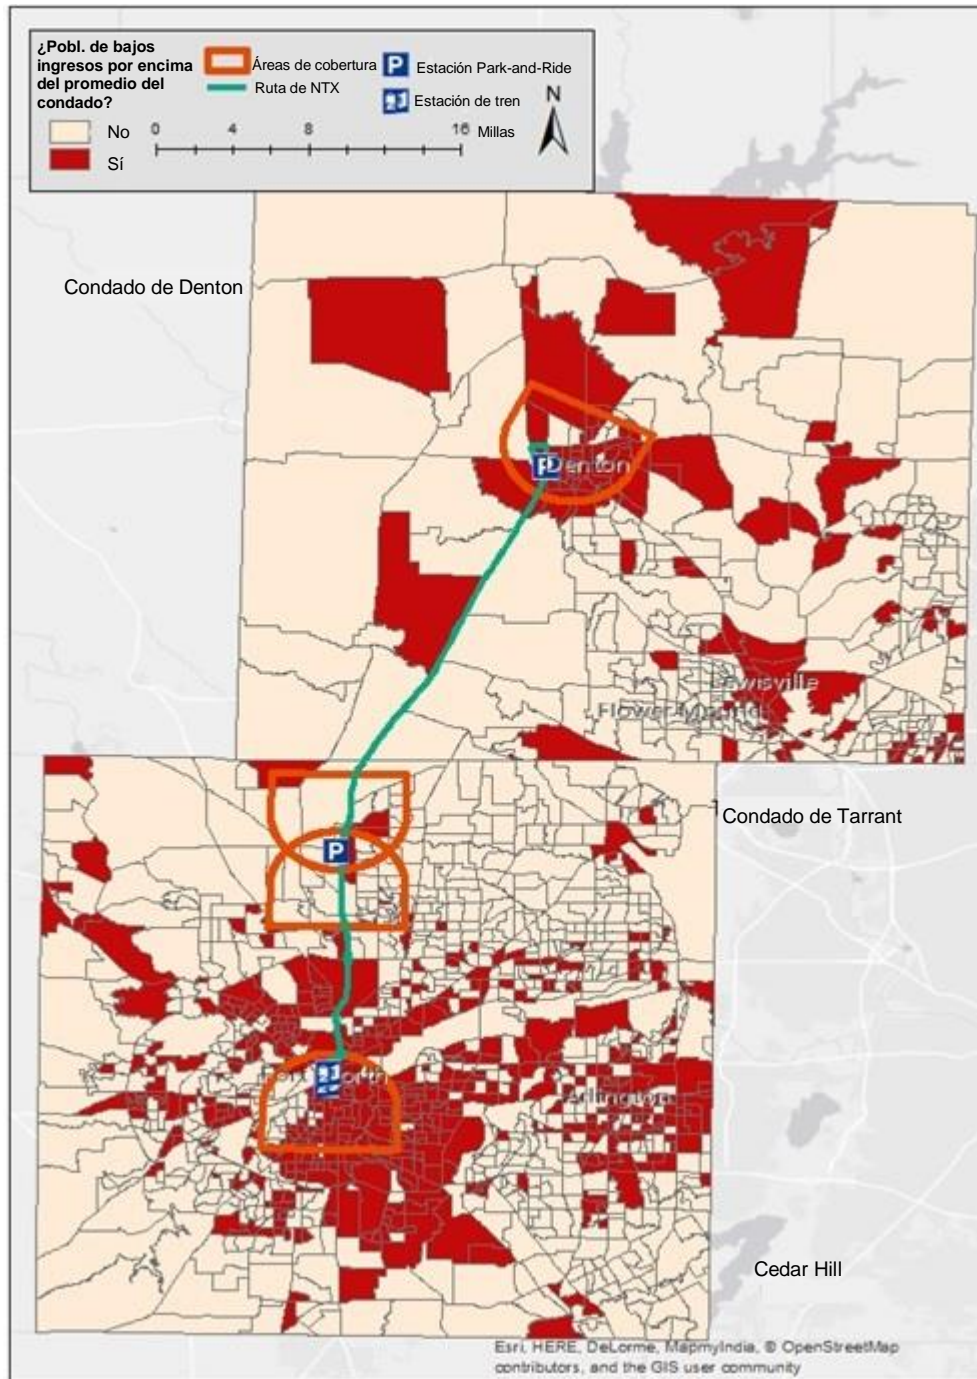 ¿Pobl. de bajos
ingresos por encima
del promedio del
condado?
No
Sí
Áreas de cobertura
Ruta de NTX
P
Estación Park-and-Ride
Estación de tren
N
0 4 8 16 Millas
Condado de Denton
P
Denton
Lewisville
Flower Mound
Condado de Tarrant
P
Fort Worth
Arlington
Cedar Hill
Esri, HERE, DeLorme, MapmyIndia, © OpenStreetMap
contributors, and the GIS user community